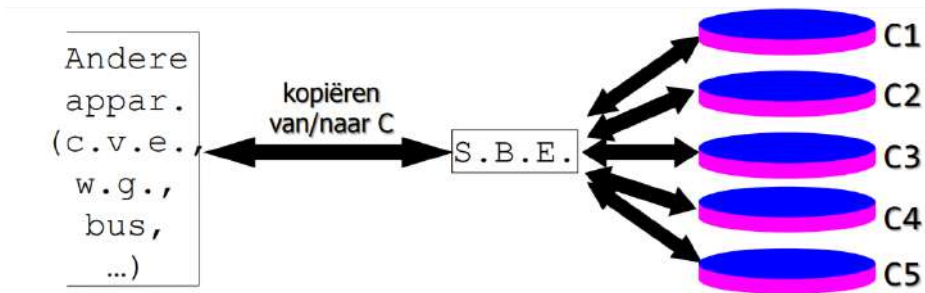 Andere
appar.
(c.v.e.,
w.g.,
bus,
…)
kopiëren
van/naar C
S.B.E.
C1
C2
C3
C4
C5